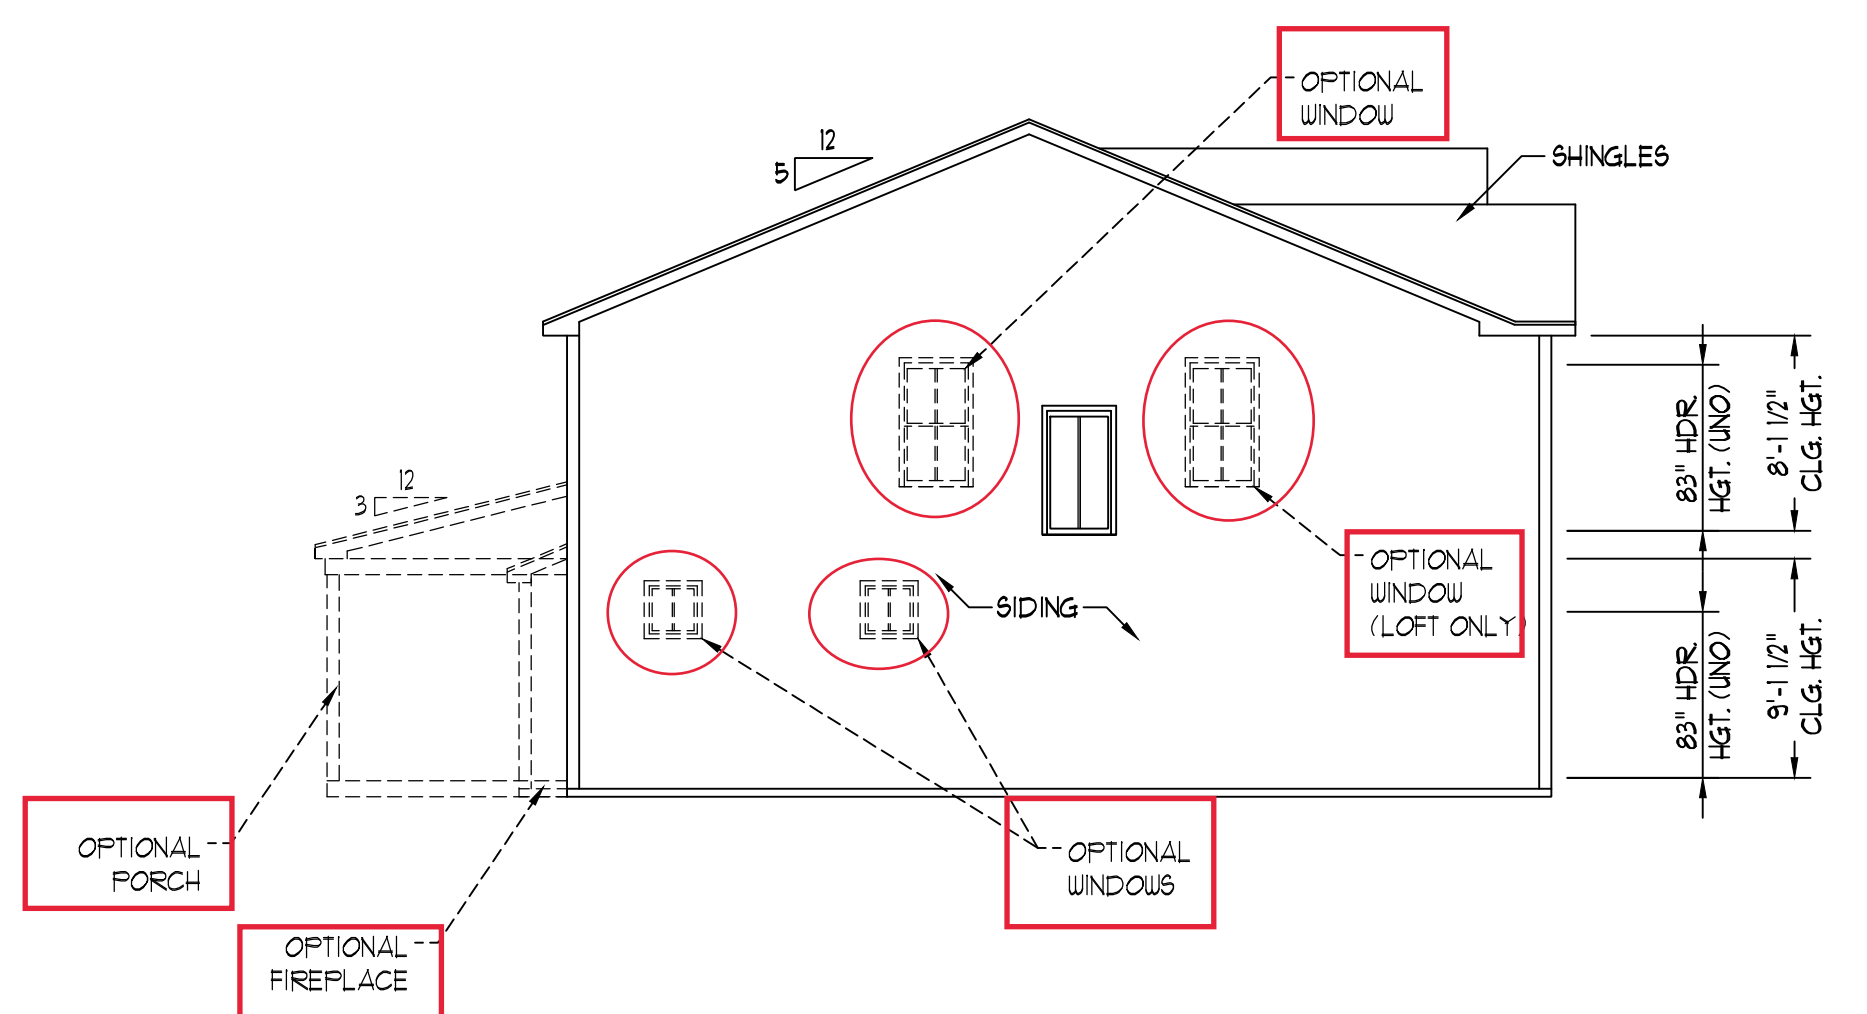 OPTIONAL
WINDOW
12
5
SHINGLES
83" HDR.
HGT. (UNO)
8'-1 1/2"
CLG. HGT.
12
3
OPTIONAL
WINDOW
(LOFT ONLY)
SIDING
83" HDR.
HGT. (UNO)
9'-1 1/2"
CLG. HGT.
OPTIONAL
PORCH
OPTIONAL
WINDOWS
OPTIONAL
FIREPLACE